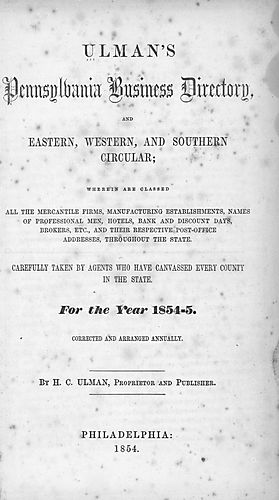 ULMAN'S
Pennsylvania Business Directory,
AND
EASTERN, WESTERN, AND SOUTHERN
CIRCULAR;
WHEREIN ARE CLASSED
ALL THE MERCANTILE FIRMS, MANUFACTURING ESTABLISHMENTS, NAMES
OF PROFESSIONAL MEN, HOTELS, BANK AND DISCOUNT DAYS,
BROKERS, ETC., AND THEIR RESPECTIVE POST-OFFICE
ADDRESSES, THROUGHOUT THE STATE.
CAREFULLY TAKEN BY AGENTS WHO HAVE CANVASSED EVERY COUNTY
IN THE STATE.
For the Year 1854-5.
CORRECTED AND ARRANGED ANNUALLY.
BY H. C. ULMAN, PROPRIETOR AND PUBLISHER.
PHILADELPHIA:
1854.